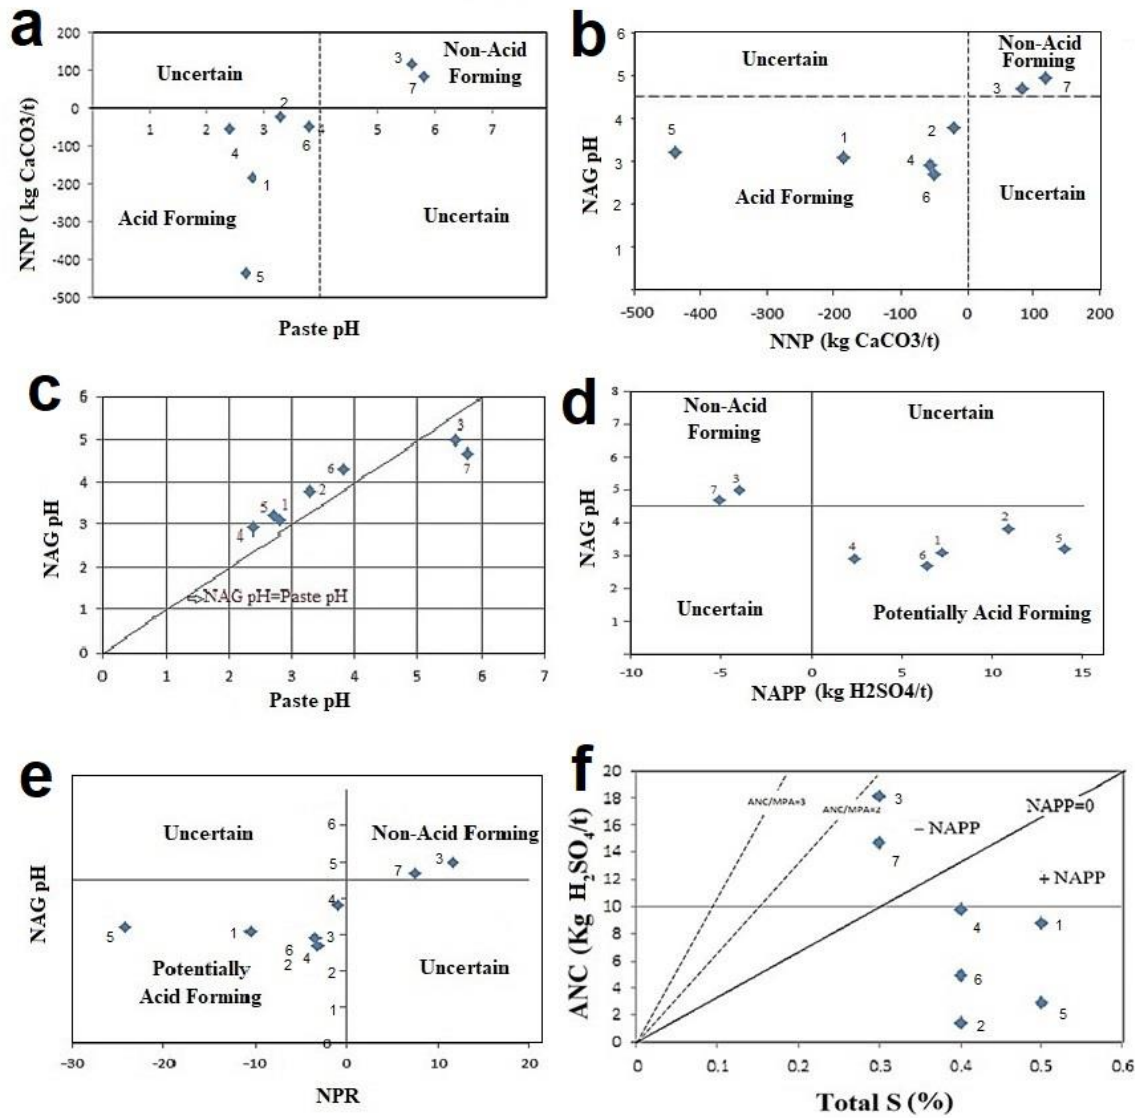 a
200
100
0
-100
-200
-300
-400
-500
NNP ( kg CaCO3/t)
Uncertain
Non-Acid
Forming
3
7
2
1 2 3 4 5 6 7
4
6
1
5
Acid Forming
Uncertain
Paste pH
b
6
5
4
3
2
1
NAG pH
Uncertain
Non-Acid
Forming
3
7
5
1
2
4
6
Acid Forming
Uncertain
-500 -400 -300 -200 -100 0 100 200
NNP (kg CaCO3/t)
c
6
5
4
3
2
1
0
NAG pH
3
7
6
2
5
1
4
⇨NAG pH=Paste pH
0 1 2 3 4 5 6 7
Paste pH
d
8
7
6
5
4
3
2
1
NAG pH
Non-Acid
Forming
Uncertain
7
3
2
5
1
4
6
Uncertain
Potentially Acid Forming
-10 -5 0 5 10 15
NAPP (kg H2SO4/t)
e
NAG pH
6
5
4
3
2
1
0
Uncertain
Non-Acid Forming
7
3
5
1
6
2
4
Potentially
Acid Forming
Uncertain
-30 -20 -10 0 10 20
NPR
f
20
18
16
14
12
10
8
6
4
2
0
ANC (Kg H₂SO₄/t)
ANC/MPA=3
ANC/MPA=2
NAPP=0
− NAPP
+ NAPP
3
7
4
1
6
5
2
0 0.1 0.2 0.3 0.4 0.5 0.6
Total S (%)